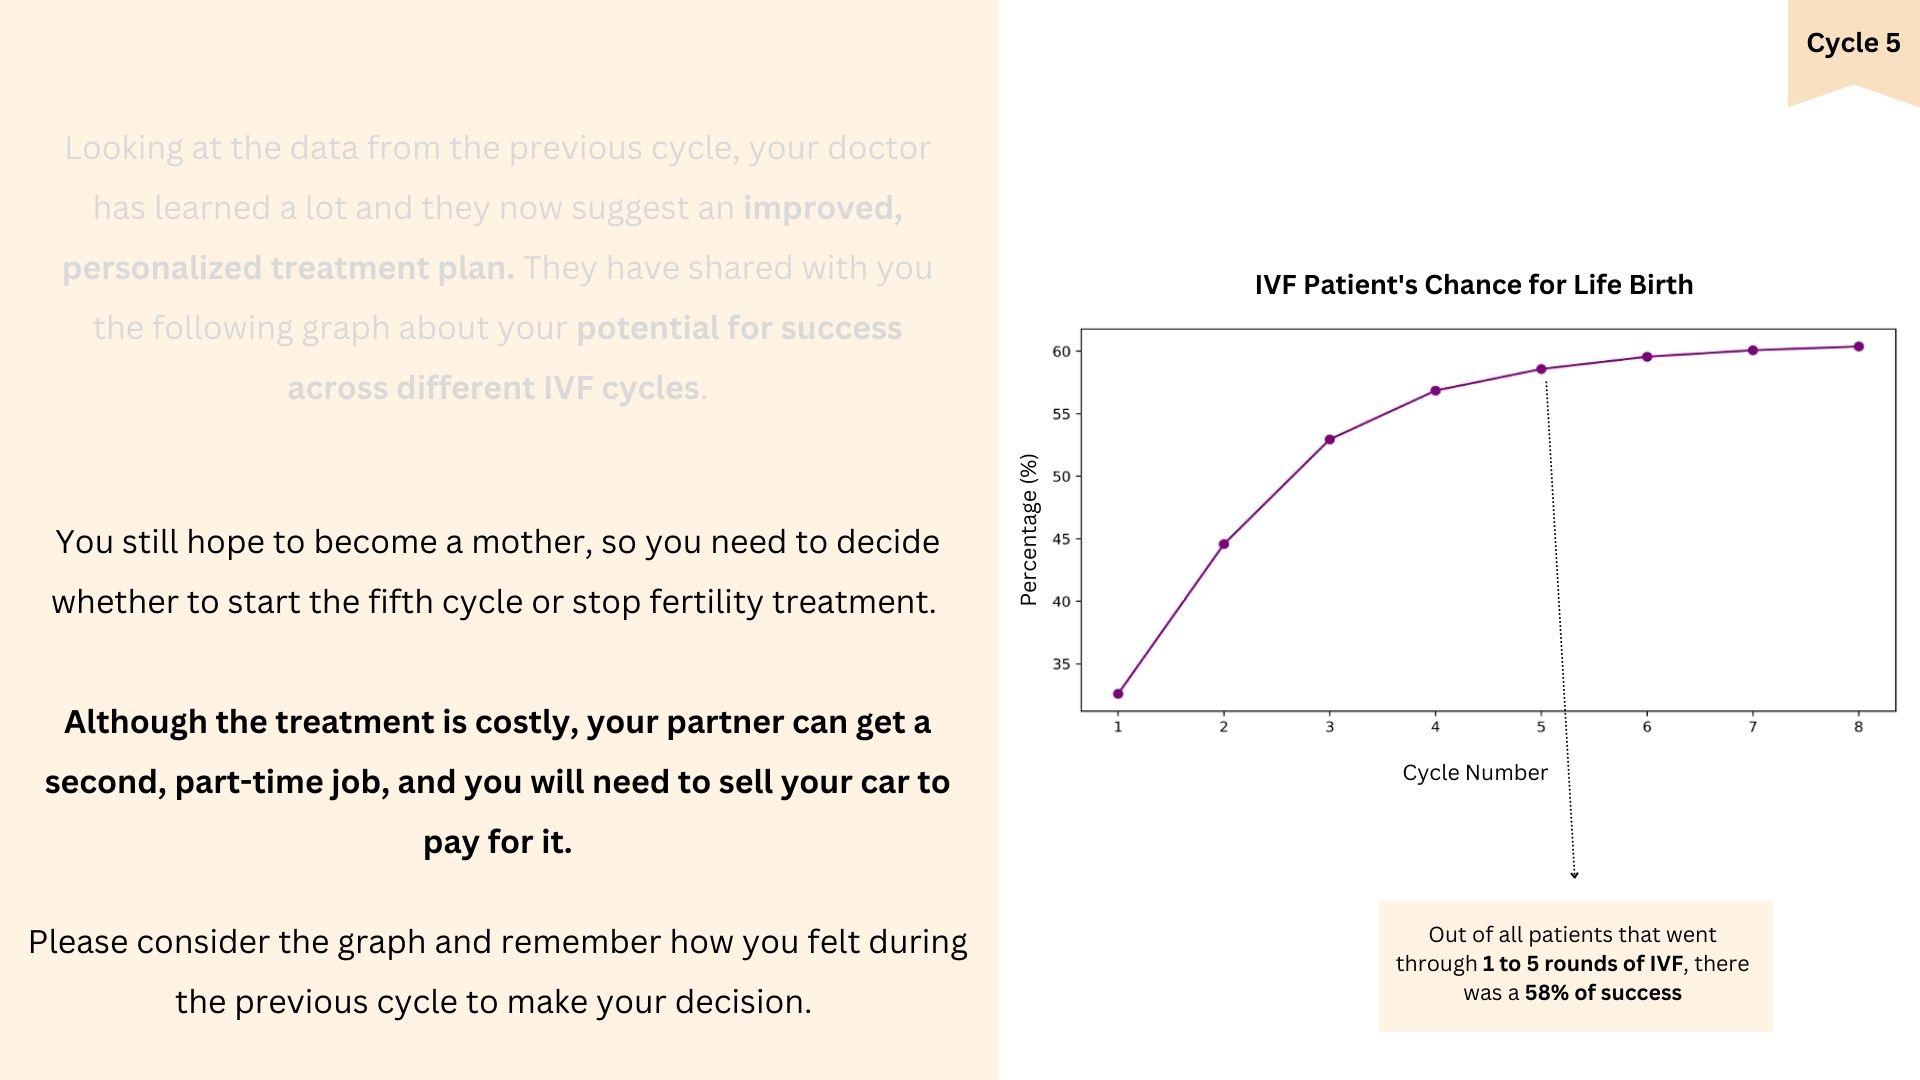 Cycle 5
Looking at the data from the previous cycle, your doctor
has learned a lot and they now suggest an improved,
personalized treatment plan. They have shared with you
the following graph about your potential for success
across different IVF cycles.
You still hope to become a mother, so you need to decide
whether to start the fifth cycle or stop fertility treatment.
Although the treatment is costly, your partner can get a
second, part-time job, and you will need to sell your car to
pay for it.
Please consider the graph and remember how you felt during
the previous cycle to make your decision.
IVF Patient's Chance for Life Birth
Percentage (%)
60
55
50
45
40
35
1 2 3 4 5 6 7 8
Cycle Number
Out of all patients that went
through 1 to 5 rounds of IVF, there
was a 58% of success